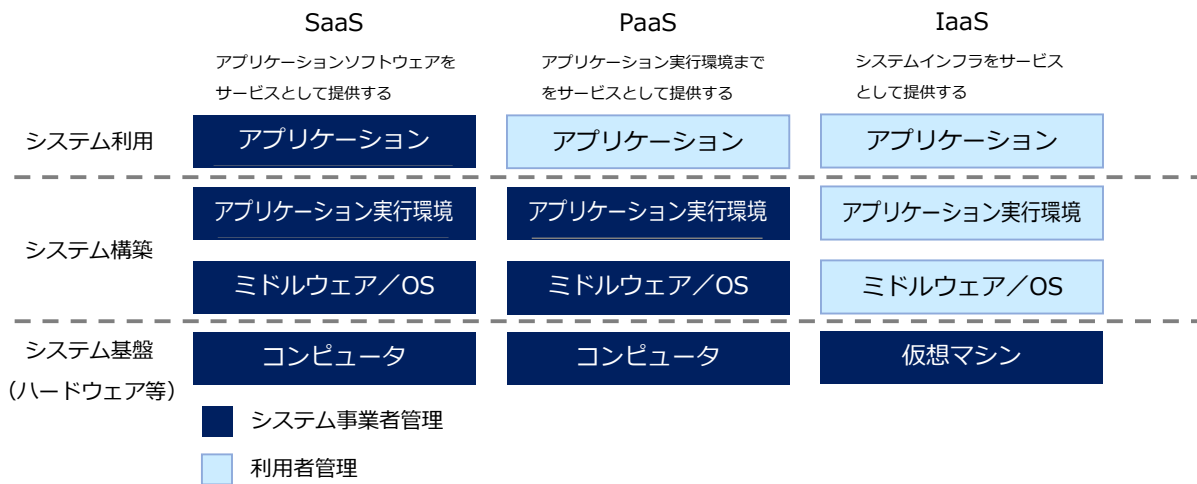 SaaS
PaaS
IaaS
アプリケーションソフトウェアを
サービスとして提供する
アプリケーション実行環境まで
をサービスとして提供する
システムインフラをサービス
として提供する
システム利用
アプリケーション
アプリケーション
アプリケーション
システム構築
アプリケーション実行環境
アプリケーション実行環境
アプリケーション実行環境
ミドルウェア／OS
ミドルウェア／OS
ミドルウェア／OS
システム基盤
（ハードウェア等）
コンピュータ
コンピュータ
仮想マシン
システム事業者管理
利用者管理